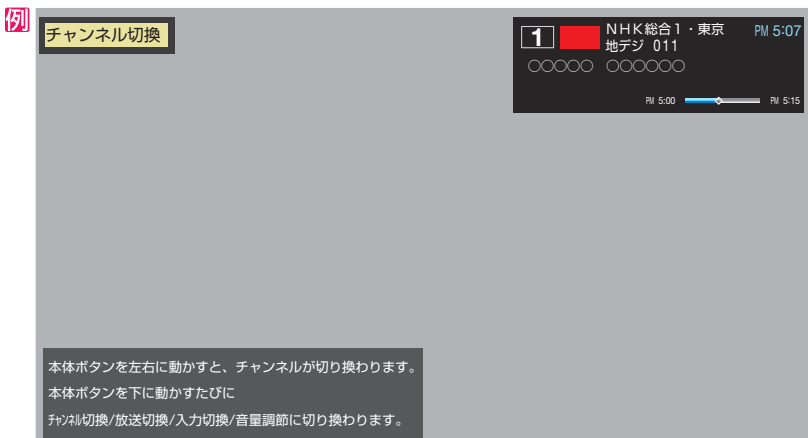 例
チャンネル切換
1 NHK総合1・東京 PM 5:07
地デジ 011
○○○○○ ○○○○○○
PM 5:00 PM 5:15
本体ボタンを左右に動かすと、チャンネルが切り換わります。
本体ボタンを下に動かすたびに
ﾁｬﾝﾈﾙ切換/放送切換/入力切換/音量調節に切り換わります。